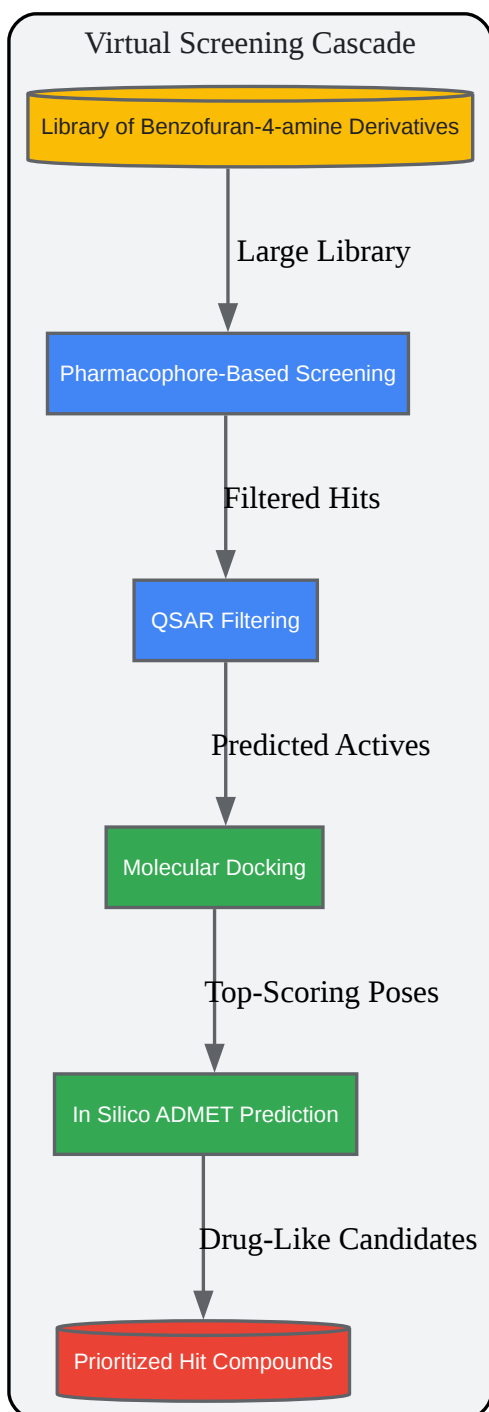 Virtual Screening Cascade
Library of Benzofuran-4-amine Derivatives
Large Library
Pharmacophore-Based Screening
Filtered Hits
QSAR Filtering
Predicted Actives
Molecular Docking
Top-Scoring Poses
In Silico ADMET Prediction
Drug-Like Candidates
Prioritized Hit Compounds